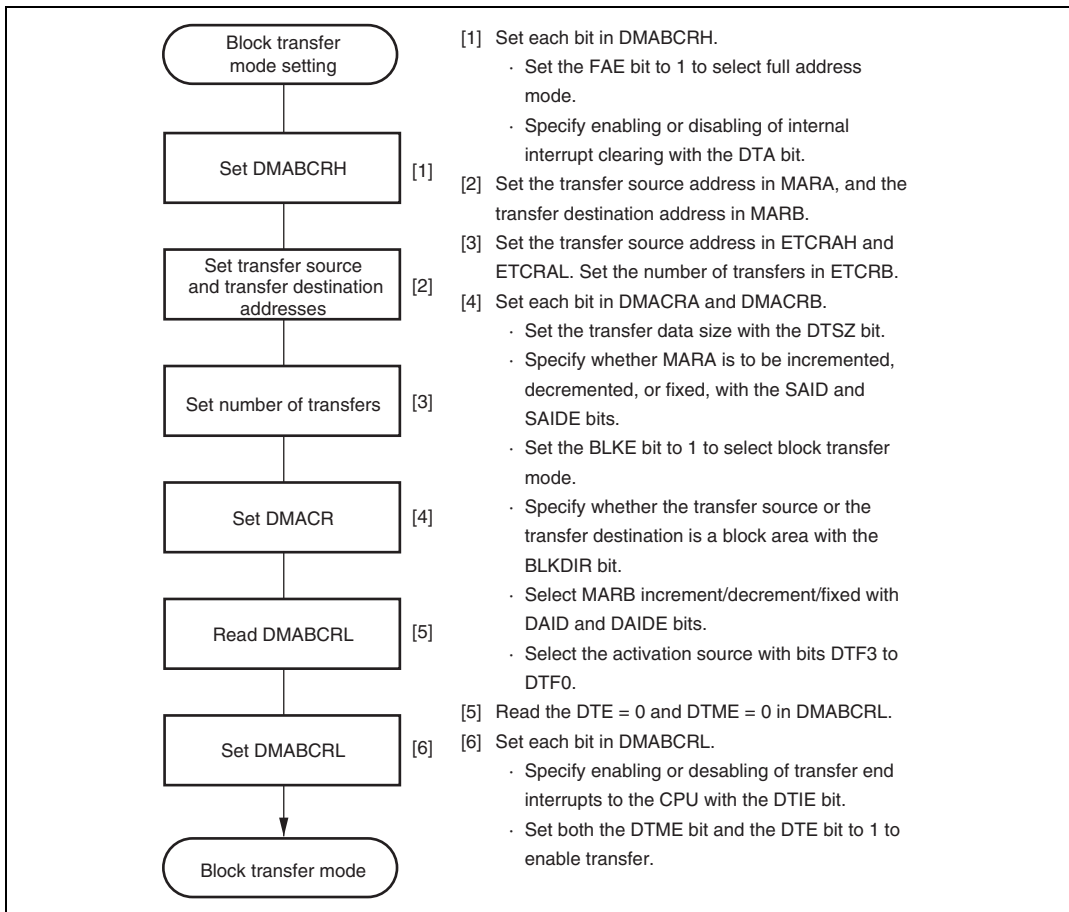 Block transfer
mode setting
Set DMABCRH
[1]
Set transfer source
and transfer destination
addresses
[2]
Set number of transfers
[3]
Set DMACR
[4]
Read DMABCRL
[5]
Set DMABCRL
[6]
Block transfer mode
[1] Set each bit in DMABCRH.
· Set the FAE bit to 1 to select full address
mode.
· Specify enabling or disabling of internal
interrupt clearing with the DTA bit.
[2] Set the transfer source address in MARA, and the
transfer destination address in MARB.
[3] Set the transfer source address in ETCRAH and
ETCRAL. Set the number of transfers in ETCRB.
[4] Set each bit in DMACRA and DMACRB.
· Set the transfer data size with the DTSZ bit.
· Specify whether MARA is to be incremented,
decremented, or fixed, with the SAID and
SAIDE bits.
· Set the BLKE bit to 1 to select block transfer
mode.
· Specify whether the transfer source or the
transfer destination is a block area with the
BLKDIR bit.
· Select MARB increment/decrement/fixed with
DAID and DAIDE bits.
· Select the activation source with bits DTF3 to
DTF0.
[5] Read the DTE = 0 and DTME = 0 in DMABCRL.
[6] Set each bit in DMABCRL.
· Specify enabling or desabling of transfer end
interrupts to the CPU with the DTIE bit.
· Set both the DTME bit and the DTE bit to 1 to
enable transfer.